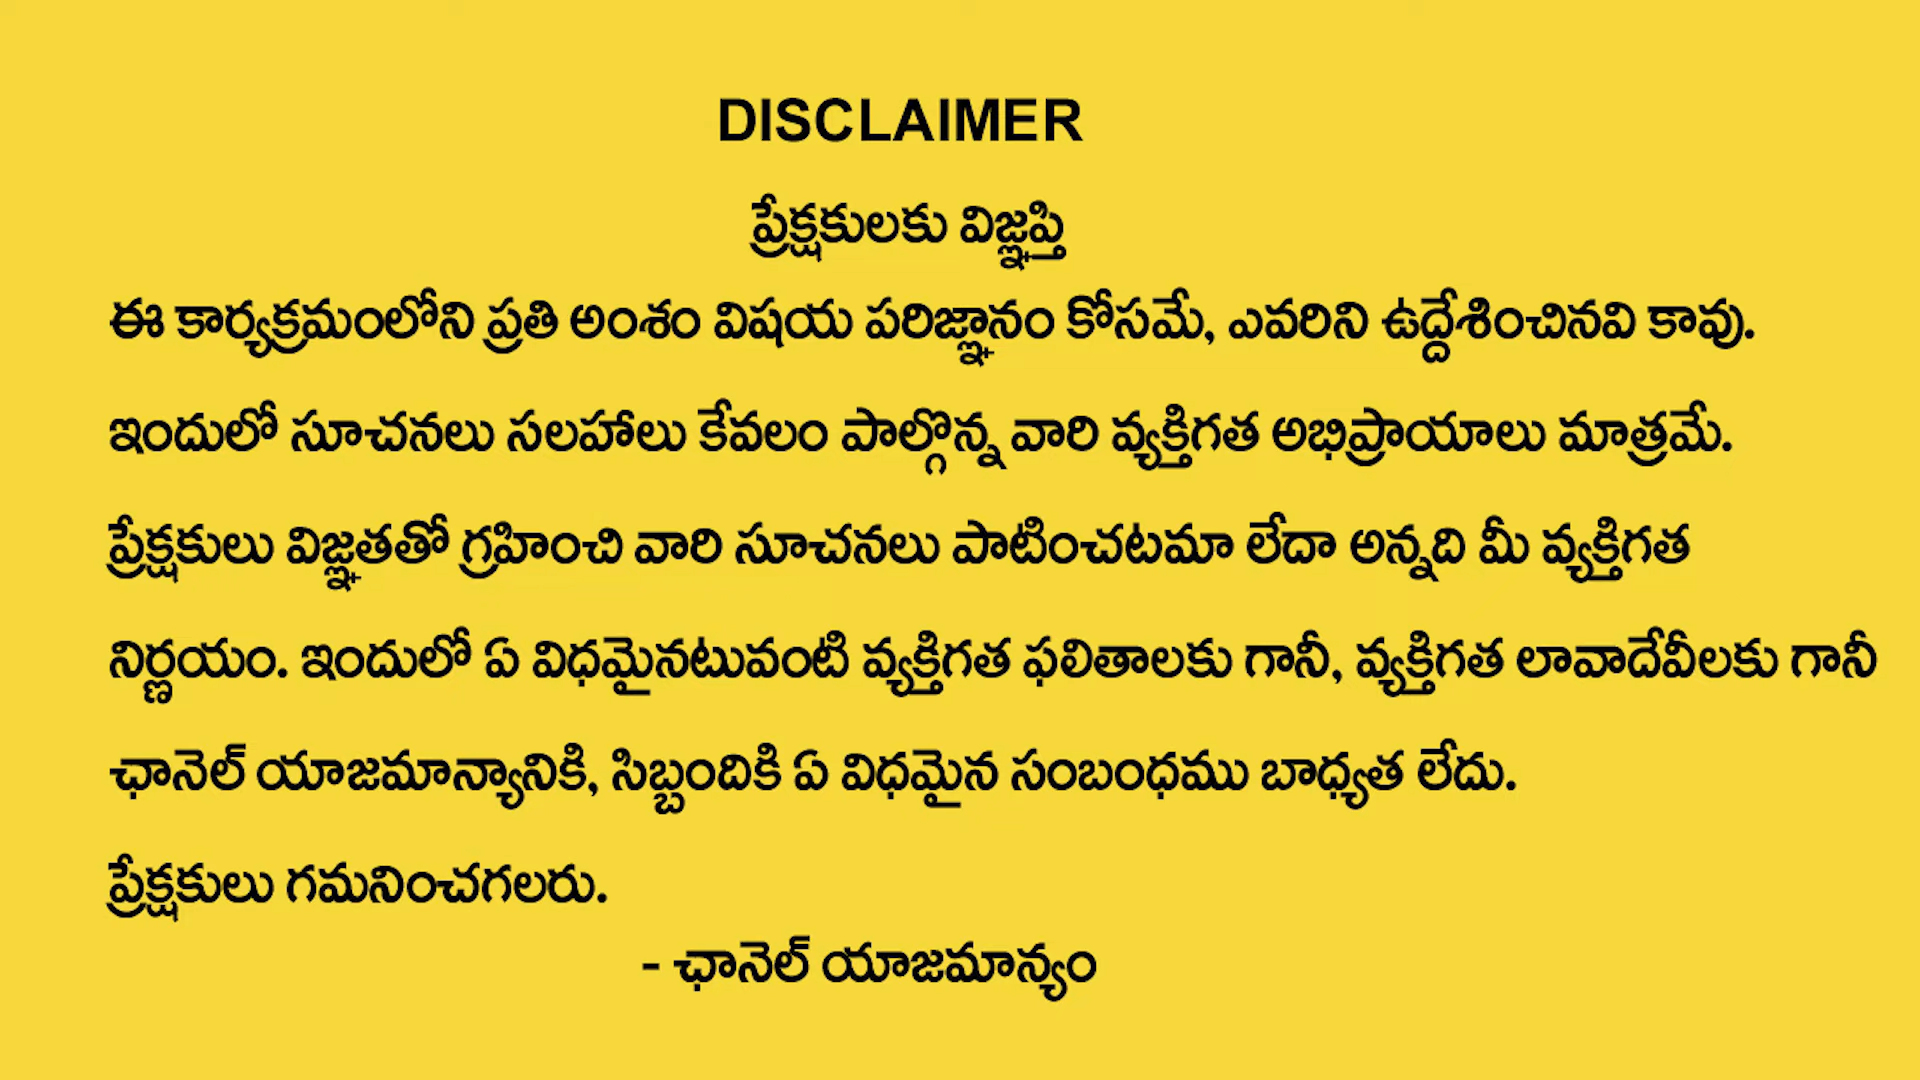 DISCLAIMER
ప్రేక్షకులకు విజ్ఞప్తి
ఈ కార్యక్రమంలోని ప్రతి అంశం విషయ పరిజ్ఞానం కోసమే, ఎవరిని ఉద్దేశించినవి కావు.
ఇందులో సూచనలు సలహాలు కేవలం పాల్గొన్న వారి వ్యక్తిగత అభిప్రాయాలు మాత్రమే.
ప్రేక్షకులు విజ్ఞతతో గ్రహించి వారి సూచనలు పాటించటమా లేదా అన్నది మీ వ్యక్తిగత
నిర్ణయం. ఇందులో ఏ విధమైనటువంటి వ్యక్తిగత ఫలితాలకు గానీ, వ్యక్తిగత లావాదేవీలకు గానీ
ఛానెల్ యాజమాన్యానికి, సిబ్బందికి ఏ విధమైన సంబంధము బాధ్యత లేదు.
ప్రేక్షకులు గమనించగలరు.
- ఛానెల్ యాజమాన్యం